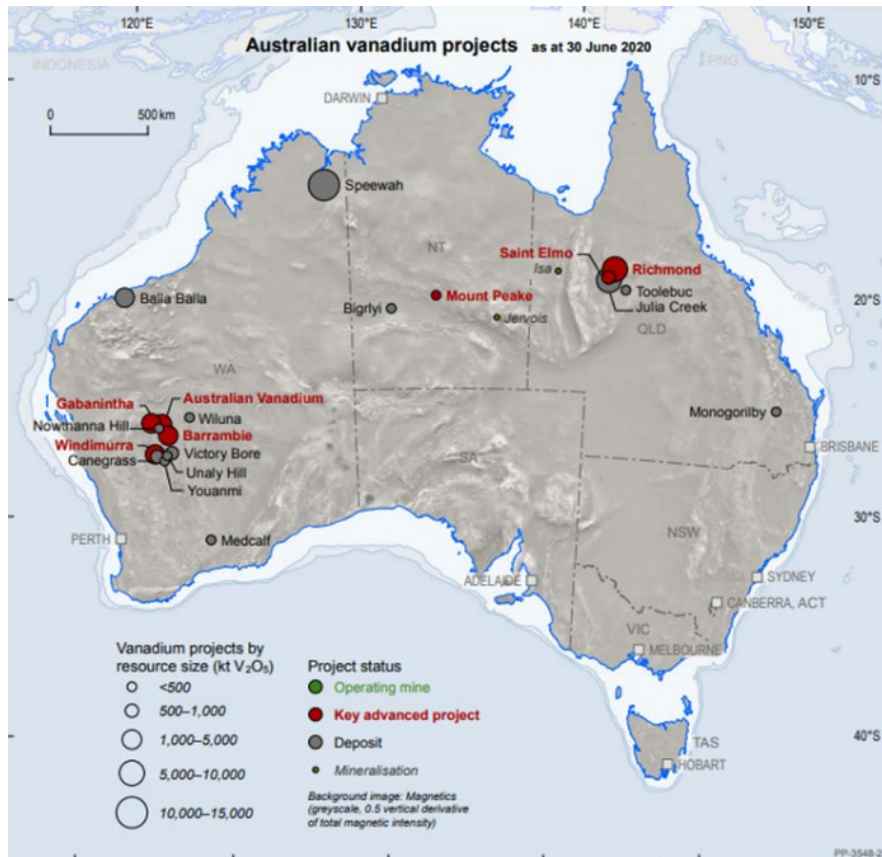 120°E 130°E 140°E 150°E
Australian vanadium projects as at 30 June 2020
INDONESIA
PNG
10°S
0 500 km
DARWIN
Speewah
NT
Saint Elmo
Isa
Richmond
Mount Peake
Toolebuc
Julia Creek
Balla Balla
Bigrlyi
Jervois
20°S
QLD
WA
Gabanintha
Australian Vanadium
Nowthanna Hill
Wiluna
Barrambie
Windimurra
Victory Bore
Canegrass
Unaly Hill
Youanmi
Monogorilby
BRISBANE
SA
30°S
NSW
PERTH
Medcalf
ADELAIDE
SYDNEY
CANBERRA, ACT
VIC
MELBOURNE
Vanadium projects by
resource size (kt V₂O₅)
<500
500–1,000
1,000–5,000
5,000–10,000
10,000–15,000
Project status
Operating mine
Key advanced project
Deposit
Mineralisation
Background image: Magnetics
(greyscale, 0.5 vertical derivative
of total magnetic intensity)
40°S
TAS
HOBART
PP-3548-2